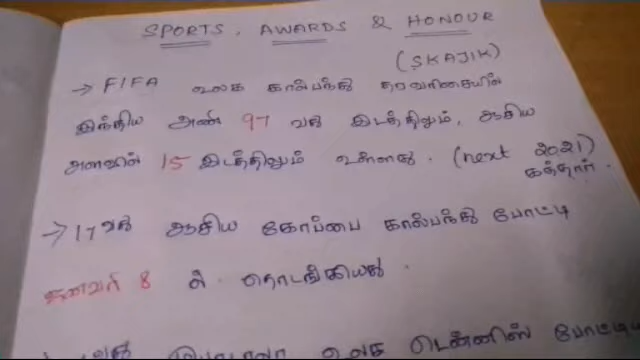 SPORTS, AWARDS & HONOUR
(SKAJIK)
→ FIFA உலக கால்பந்து தரவரிசையில்
இந்திய அணி 97 வது இடத்திலும், ஆசிய
அளவில் 15 இடத்திலும் உள்ளது. (next 2021)
கத்தார்.
→ 17 வது ஆசிய கோப்பை கால்பந்து போட்டி
ஜனவரி 8 ல் தொடங்கியது.
உலக டென்னிஸ் போட்டி